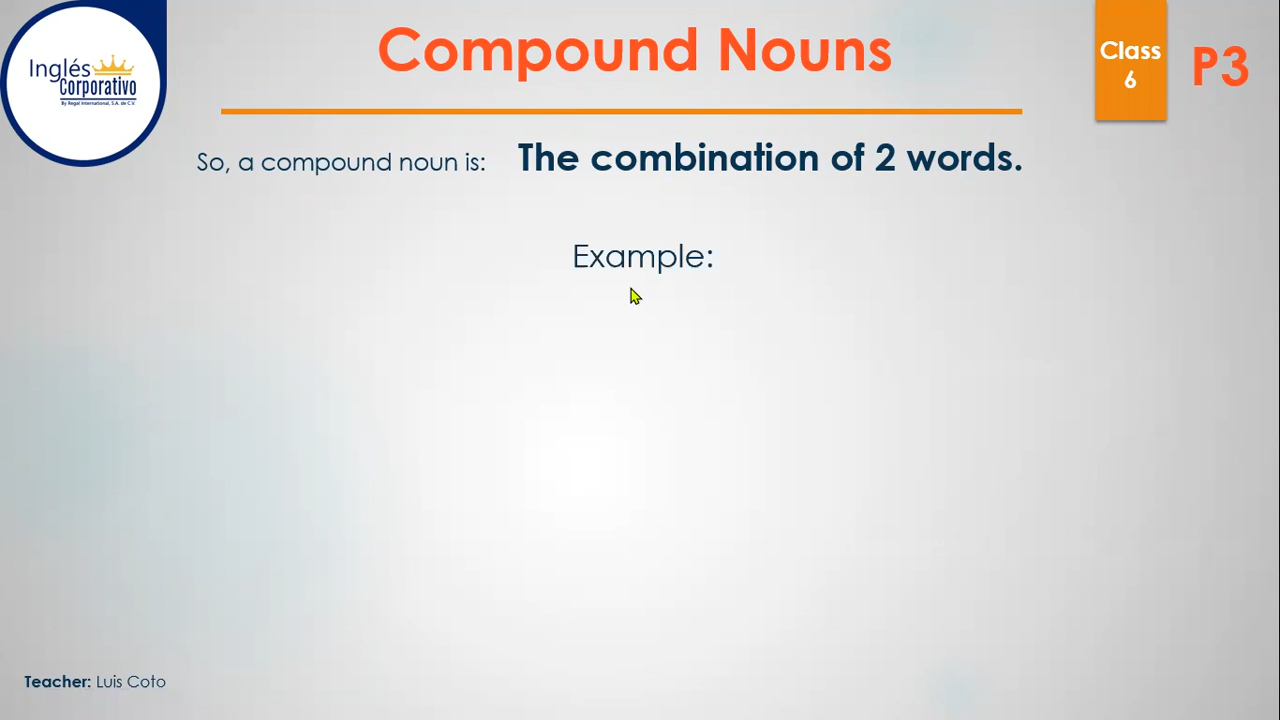 Compound Nouns
Class
6
P3
Inglés
Corporativo
By Regal International, S.A. de C.V.
So, a compound noun is: The combination of 2 words.
Example:
Teacher: Luis Coto